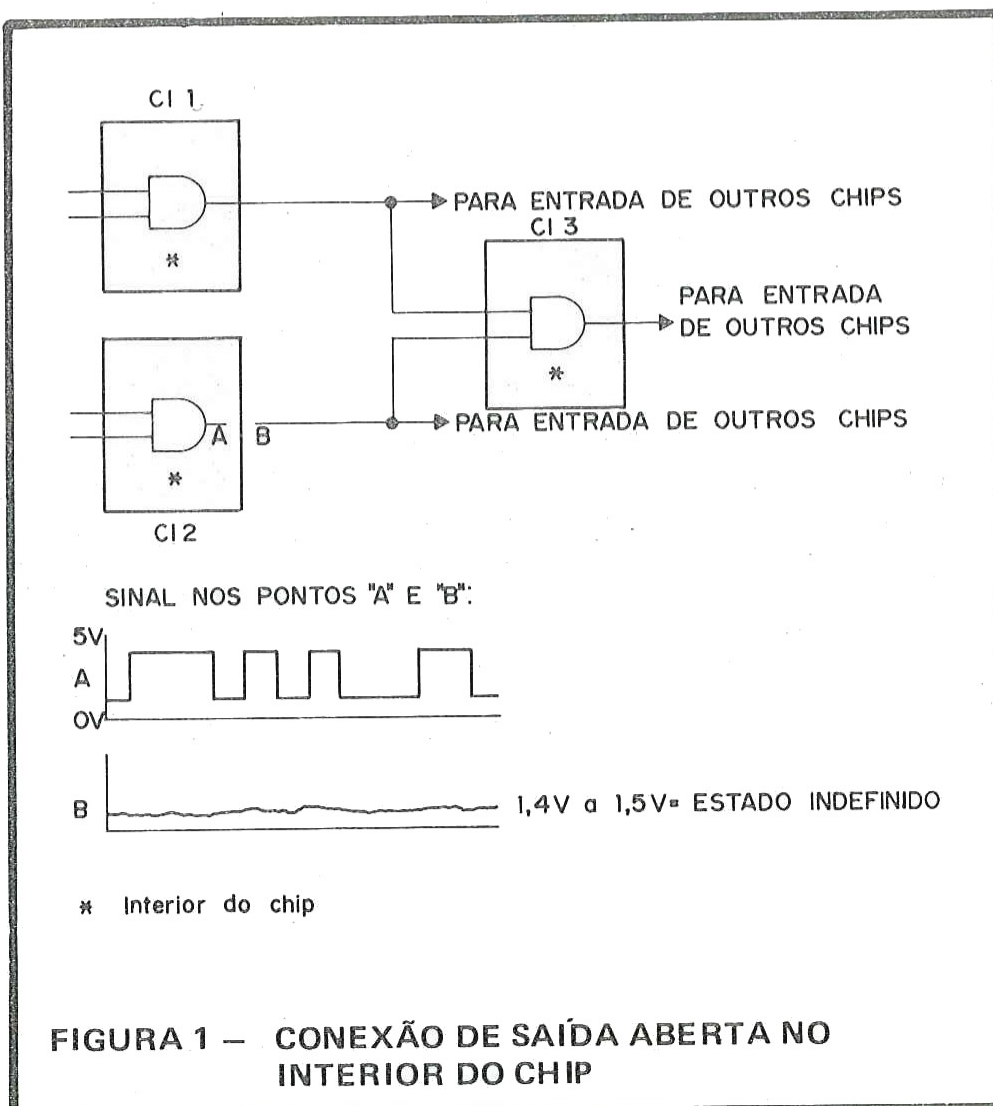 CI 1
PARA ENTRADA DE OUTROS CHIPS
CI 3
*
PARA ENTRADA
DE OUTROS CHIPS
*
A B
PARA ENTRADA DE OUTROS CHIPS
*
CI 2
SINAL NOS PONTOS "A" E "B":
5V
A
0V
B 1,4V a 1,5V= ESTADO INDEFINIDO
* Interior do chip
FIGURA 1 – CONEXÃO DE SAÍDA ABERTA NO
INTERIOR DO CHIP